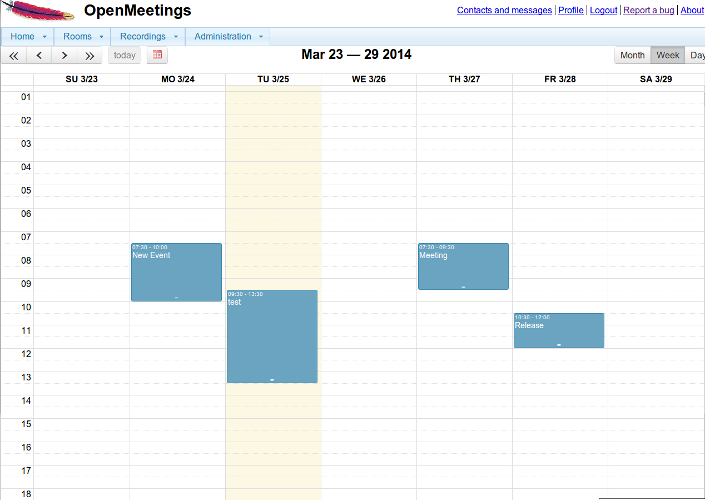 OpenMeetings
Contacts and messages | Profile | Logout | Report a bug | About
Home Rooms Recordings Administration
today Mar 23 — 29 2014 Month Week Day
SU 3/23 MO 3/24 TU 3/25 WE 3/26 TH 3/27 FR 3/28 SA 3/29
01
02
03
04
05
06
07
07:30 - 10:00 07:30 - 09:30
New Event Meeting
08
09
09:30 - 13:30
test
10
10:30 - 12:00
Release
11
12
13
14
15
16
17
18